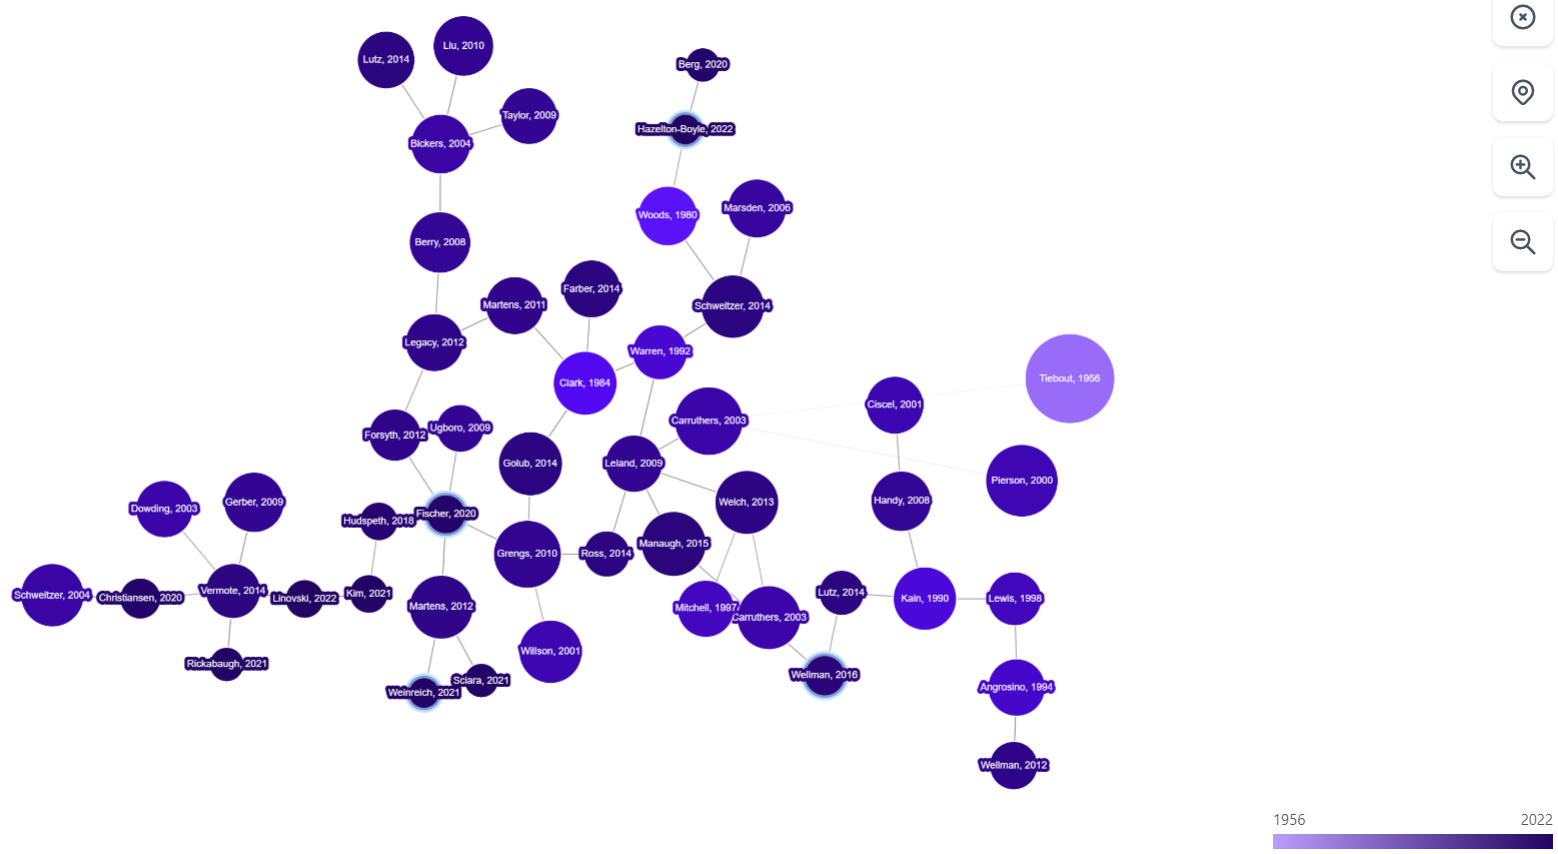 Liu, 2010
Lutz, 2014
Berg, 2020
Taylor, 2009
Hazelton-Boyle, 2022
Bickers, 2004
Marsden, 2006
Woods, 1980
Berry, 2008
Farber, 2014
Martens, 2011
Schweitzer, 2014
Legacy, 2012
Warren, 1992
Tiebout, 1956
Clark, 1984
Ciscel, 2001
Carruthers, 2003
Ugboro, 2009
Forsyth, 2012
Golub, 2014
Leland, 2009
Pierson, 2000
Handy, 2008
Gerber, 2009
Welch, 2013
Dowding, 2003
Fischer, 2020
Hudspeth, 2018
Manaugh, 2015
Grengs, 2010
Ross, 2014
Vermote, 2014
Lutz, 2014
Kim, 2021
Schweitzer, 2004
Christiansen, 2020
Linovski, 2022
Kain, 1990
Lewis, 1998
Martens, 2012
Mitchell, 1997
Carruthers, 2003
Willson, 2001
Rickabaugh, 2021
Wellman, 2016
Sciara, 2021
Angrosino, 1994
Weinreich, 2021
Wellman, 2012
1956
2022